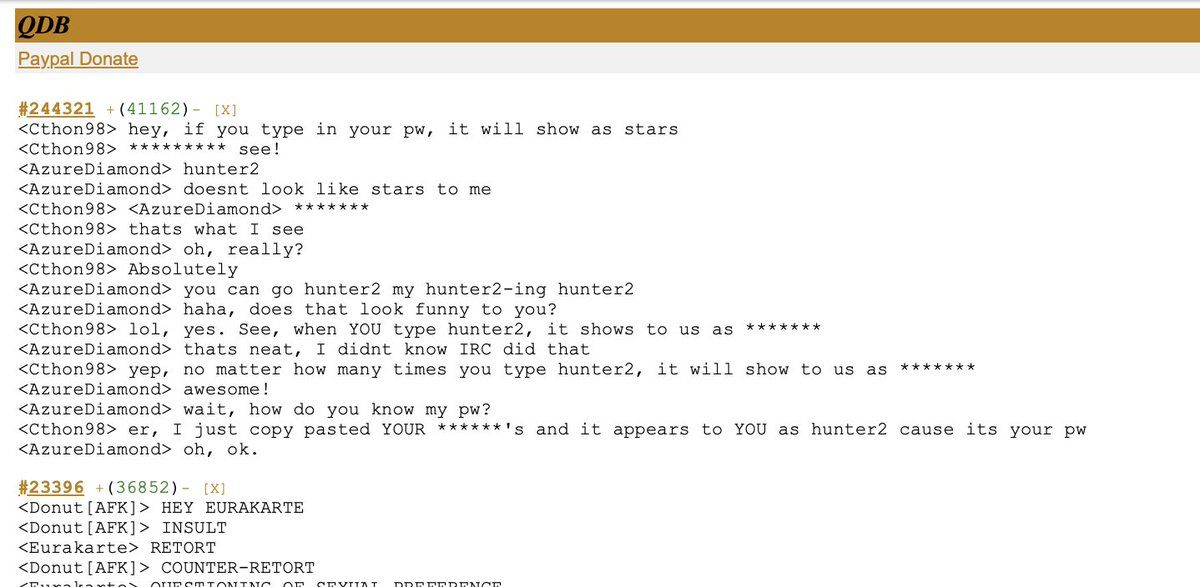 QDB
Paypal Donate
#244321 +(41162)- [X]
<Cthon98> hey, if you type in your pw, it will show as stars
<Cthon98> ********* see!
<AzureDiamond> hunter2
<AzureDiamond> doesnt look like stars to me
<Cthon98> <AzureDiamond> *******
<Cthon98> thats what I see
<AzureDiamond> oh, really?
<Cthon98> Absolutely
<AzureDiamond> you can go hunter2 my hunter2-ing hunter2
<AzureDiamond> haha, does that look funny to you?
<Cthon98> lol, yes. See, when YOU type hunter2, it shows to us as *******
<AzureDiamond> thats neat, I didnt know IRC did that
<Cthon98> yep, no matter how many times you type hunter2, it will show to us as *******
<AzureDiamond> awesome!
<AzureDiamond> wait, how do you know my pw?
<Cthon98> er, I just copy pasted YOUR ******'s and it appears to YOU as hunter2 cause its your pw
<AzureDiamond> oh, ok.
#23396 +(36852)- [X]
<Donut[AFK]> HEY EURAKARTE
<Donut[AFK]> INSULT
<Eurakarte> RETORT
<Donut[AFK]> COUNTER-RETORT
<Eurakarte> QUESTIONING OF SEXUAL PREFERENCE